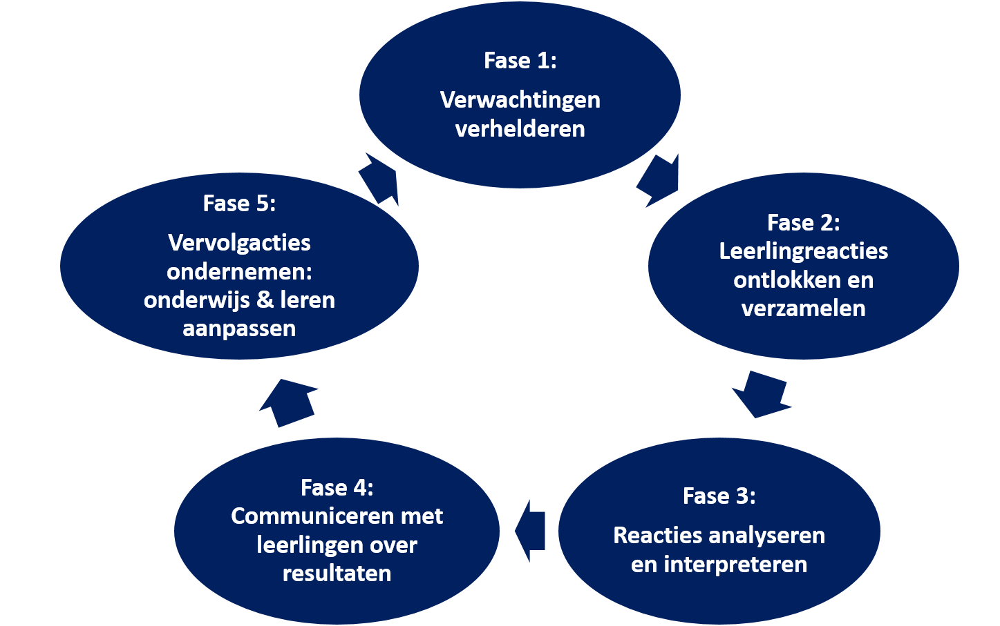 Fase 1:
Verwachtingen
verhelderen
Fase 2:
Leerlingreacties
ontlokken en
verzamelen
Fase 3:
Reacties analyseren
en interpreteren
Fase 4:
Communiceren met
leerlingen over
resultaten
Fase 5:
Vervolgacties
ondernemen:
onderwijs & leren
aanpassen